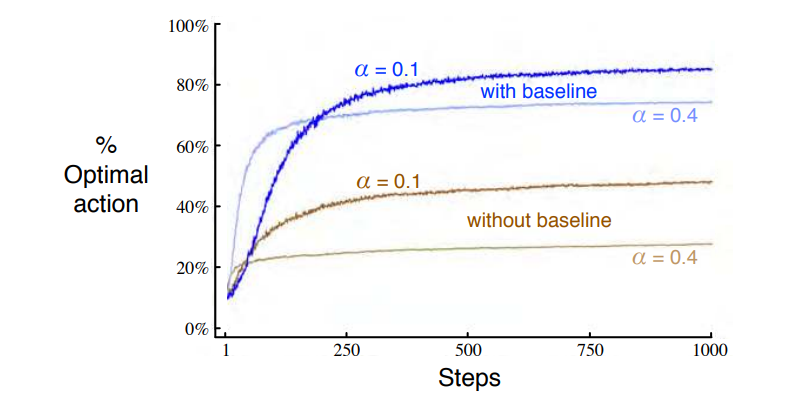 100%
α = 0.1
80%
with baseline
α = 0.4
%
Optimal
action
60%
α = 0.1
40%
without baseline
α = 0.4
20%
0%
1 250 500 750 1000
Steps